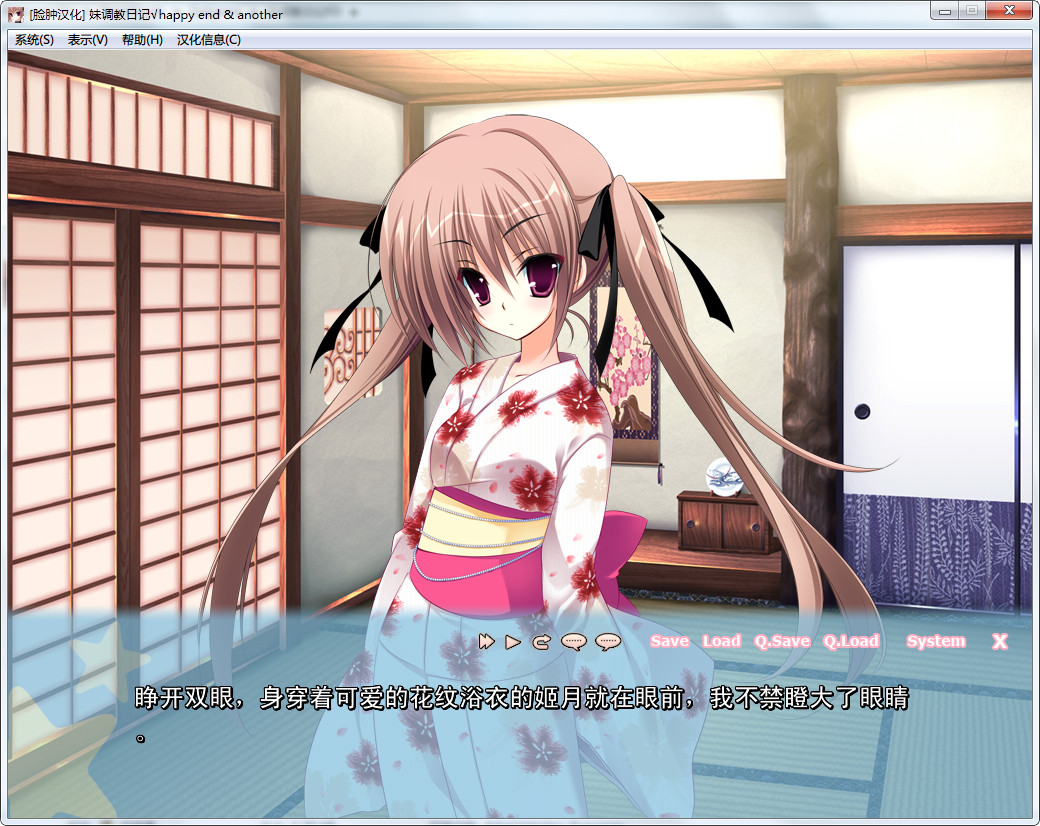 [脸肿汉化] 妹调教日记√happy end & another
系统(S) 表示(V) 帮助(H) 汉化信息(C)
Save Load Q.Save Q.Load System X
睁开双眼，身穿着可爱的花纹浴衣的姬月就在眼前，我不禁瞪大了眼睛
。